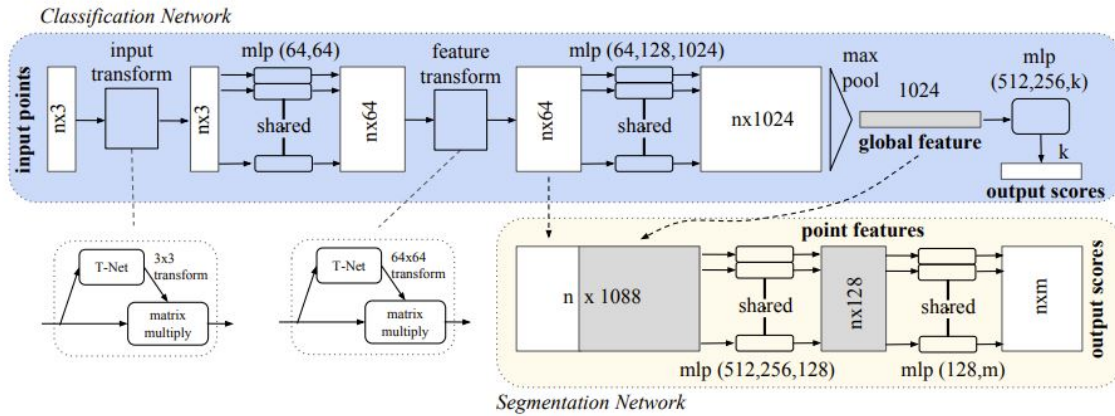 Classification Network
input points
nx3
input
transform
nx3
mlp (64,64)
shared
nx64
feature
transform
nx64
mlp (64,128,1024)
shared
nx1024
max
pool
1024
global feature
mlp
(512,256,k)
k
output scores
T-Net
3x3
transform
matrix
multiply
T-Net
64x64
transform
matrix
multiply
point features
n x 1088
shared
mlp (512,256,128)
nx128
shared
mlp (128,m)
nxm
output scores
Segmentation Network